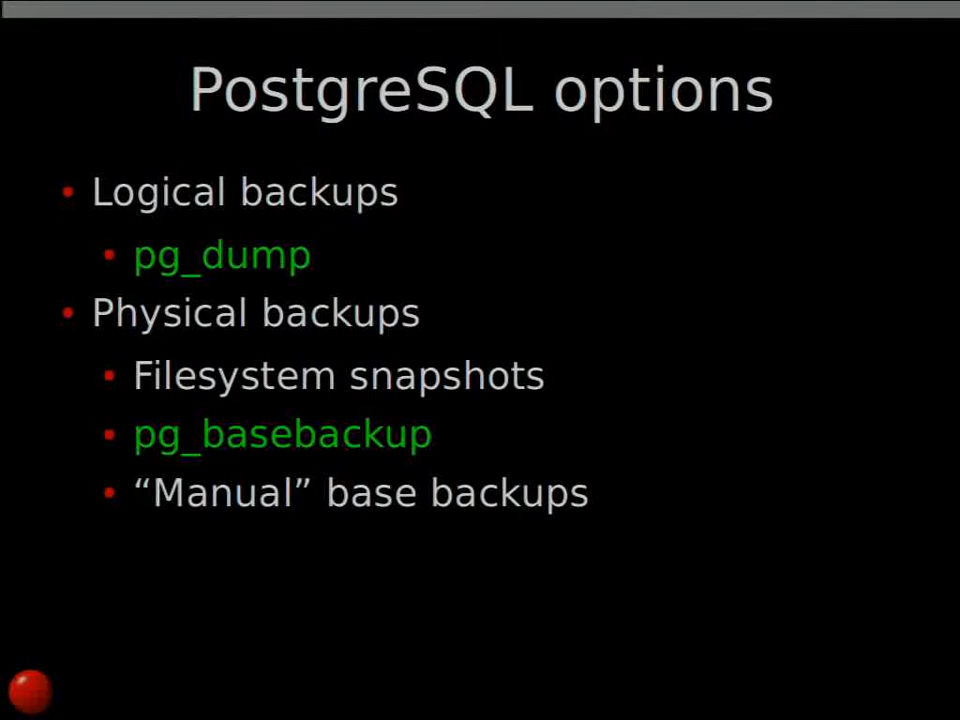 PostgreSQL options
• Logical backups
• pg_dump
• Physical backups
• Filesystem snapshots
• pg_basebackup
• “Manual” base backups